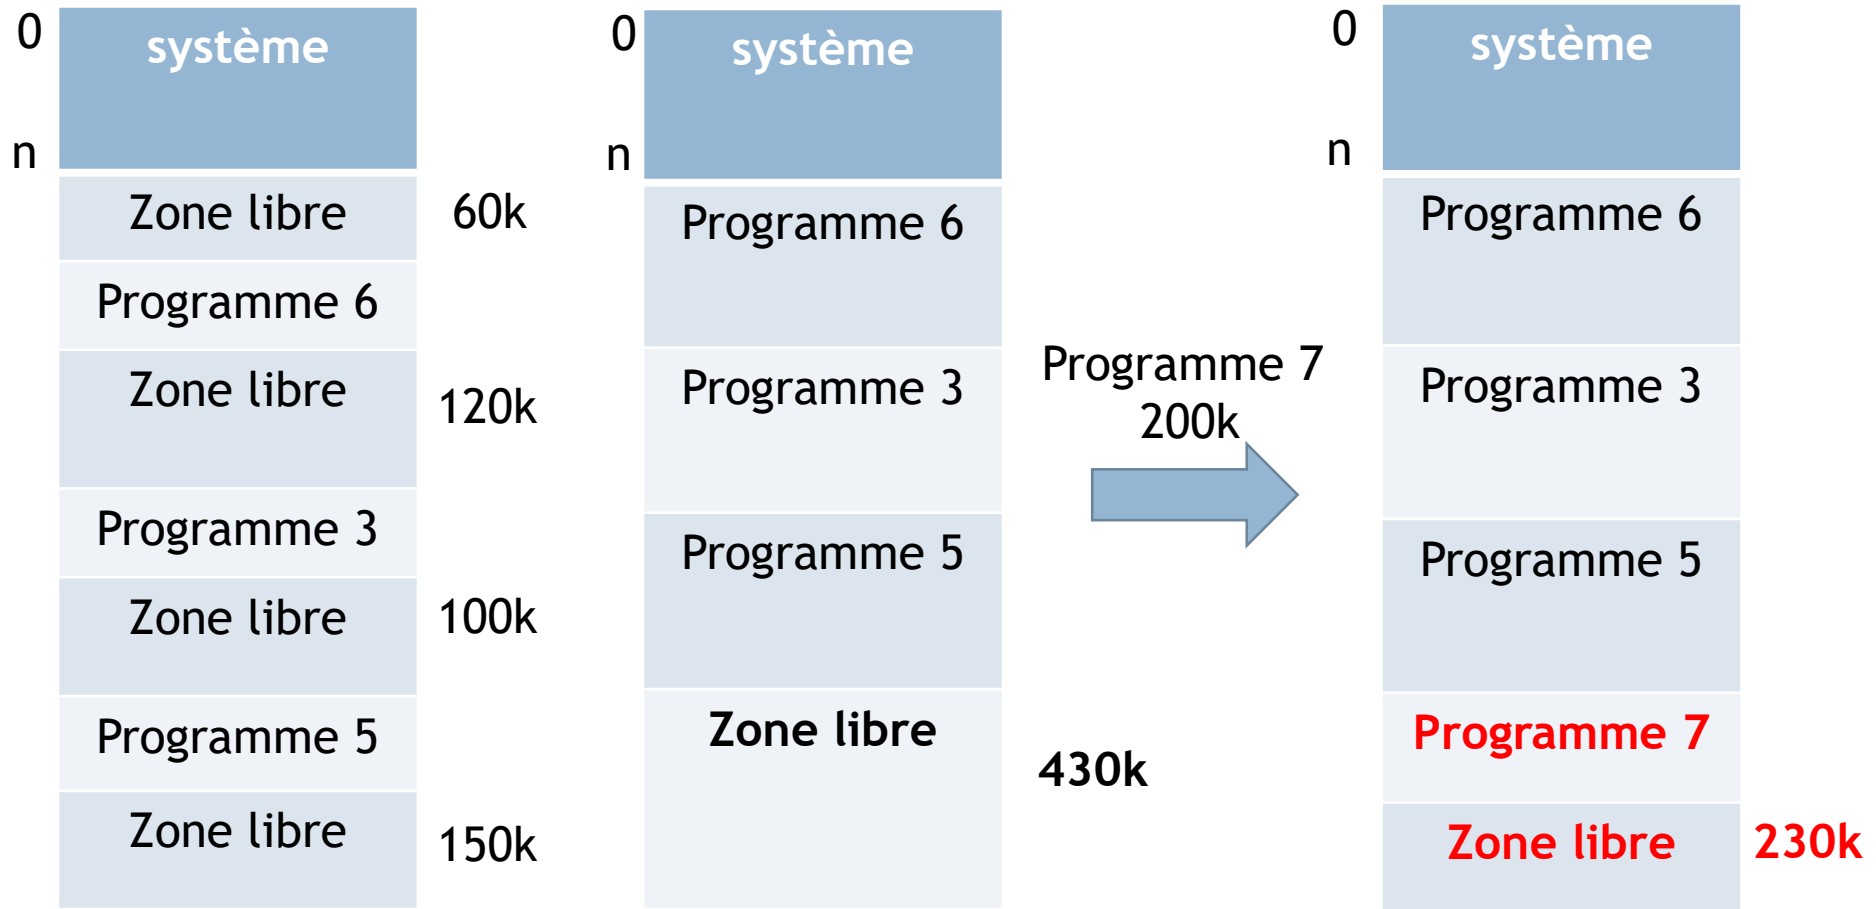 0
système
n
Zone libre
60k
Programme 6
Zone libre
120k
Programme 3
Zone libre
100k
Programme 5
Zone libre
150k
0
système
n
Programme 6
Programme 3
Programme 5
Zone libre
430k
Programme 7
200k
0
système
n
Programme 6
Programme 3
Programme 5
Programme 7
Zone libre
230k